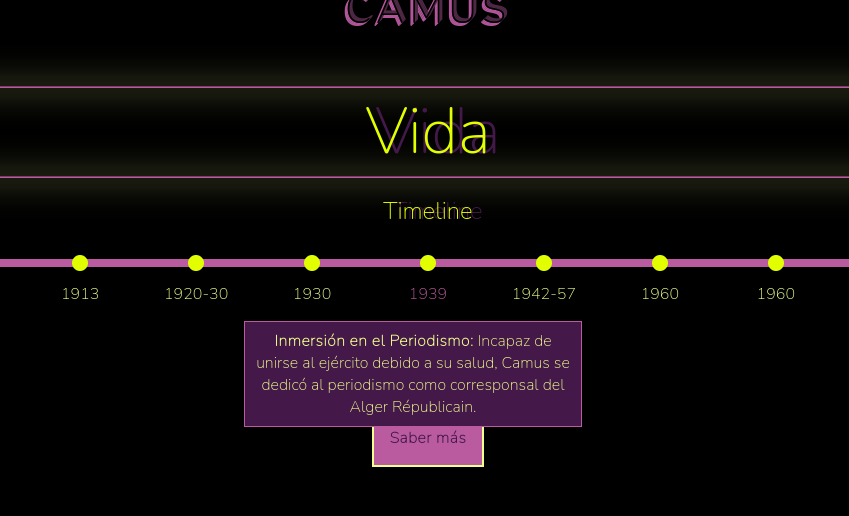 CAMUS
Vida
Timeline
1913 1920-30 1930 1939 1942-57 1960 1960
Inmersión en el Periodismo: Incapaz de
unirse al ejército debido a su salud, Camus se
dedicó al periodismo como corresponsal del
Alger Républicain.
Saber más